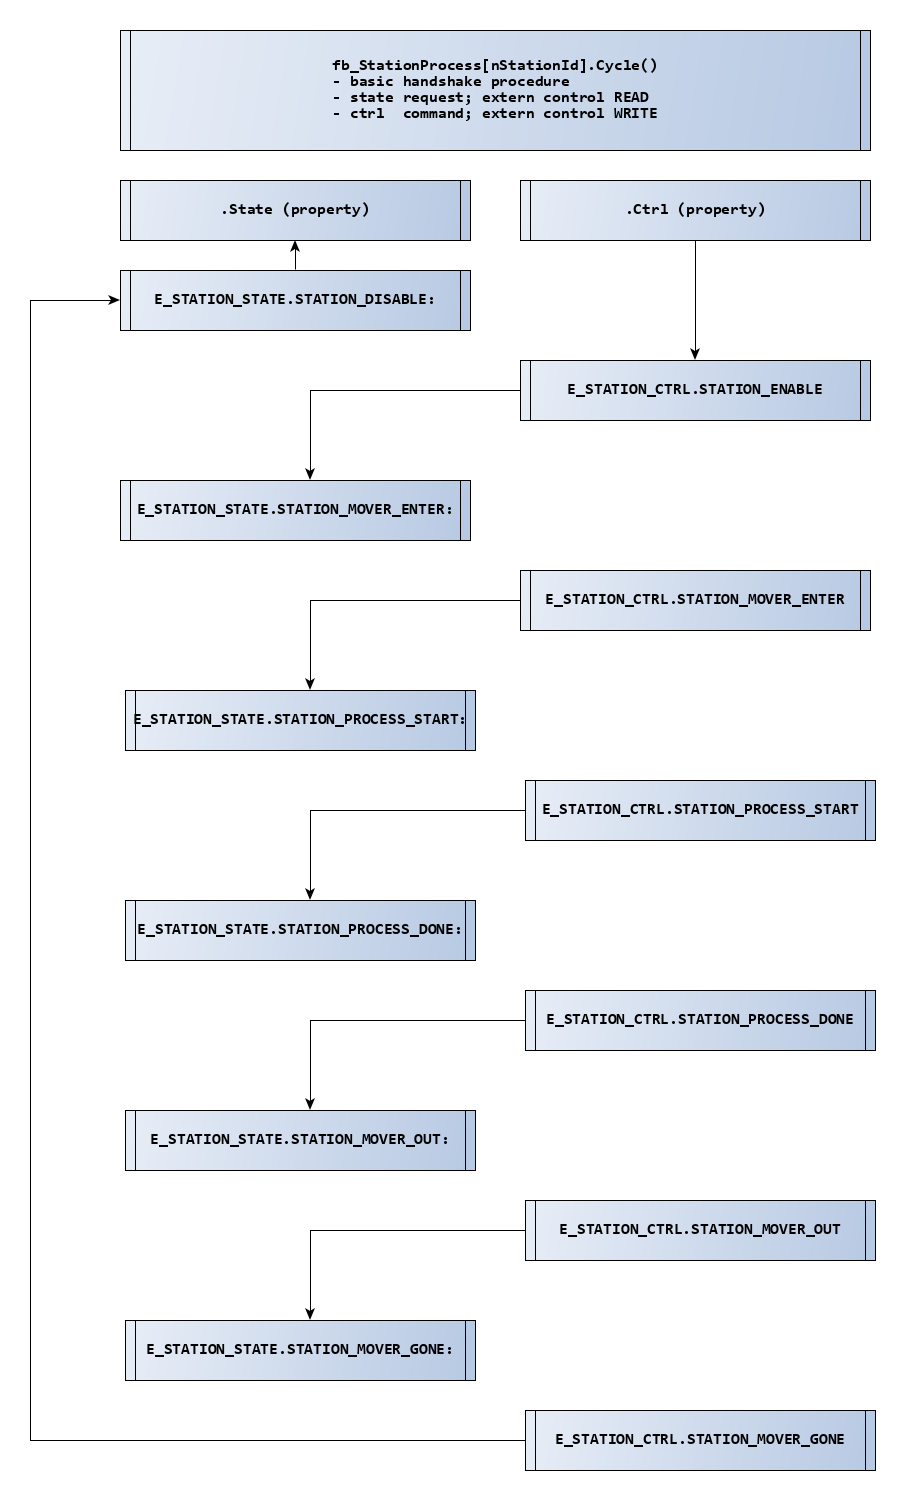 fb_StationProcess[nStationId].Cycle()
- basic handshake procedure
- state request; extern control READ
- ctrl  command; extern control WRITE
.State (property)
.Ctrl (property)
E_STATION_STATE.STATION_DISABLE:
E_STATION_CTRL.STATION_ENABLE
E_STATION_STATE.STATION_MOVER_ENTER:
E_STATION_CTRL.STATION_MOVER_ENTER
E_STATION_STATE.STATION_PROCESS_START:
E_STATION_CTRL.STATION_PROCESS_START
E_STATION_STATE.STATION_PROCESS_DONE:
E_STATION_CTRL.STATION_PROCESS_DONE
E_STATION_STATE.STATION_MOVER_OUT:
E_STATION_CTRL.STATION_MOVER_OUT
E_STATION_STATE.STATION_MOVER_GONE:
E_STATION_CTRL.STATION_MOVER_GONE